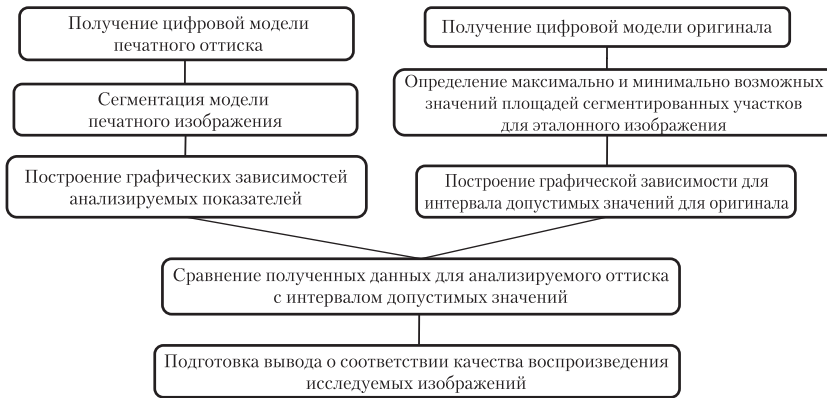 Получение цифровой модели
печатного оттиска
Сегментация модели
печатного изображения
Построение графических зависимостей
анализируемых показателей
Получение цифровой модели оригинала
Определение максимально и минимально возможных
значений площадей сегментированных участков
для эталонного изображения
Построение графической зависимости для
интервала допустимых значений для оригинала
Сравнение полученных данных для анализируемого оттиска
с интервалом допустимых значений
Подготовка вывода о соответствии качества воспроизведения
исследуемых изображений